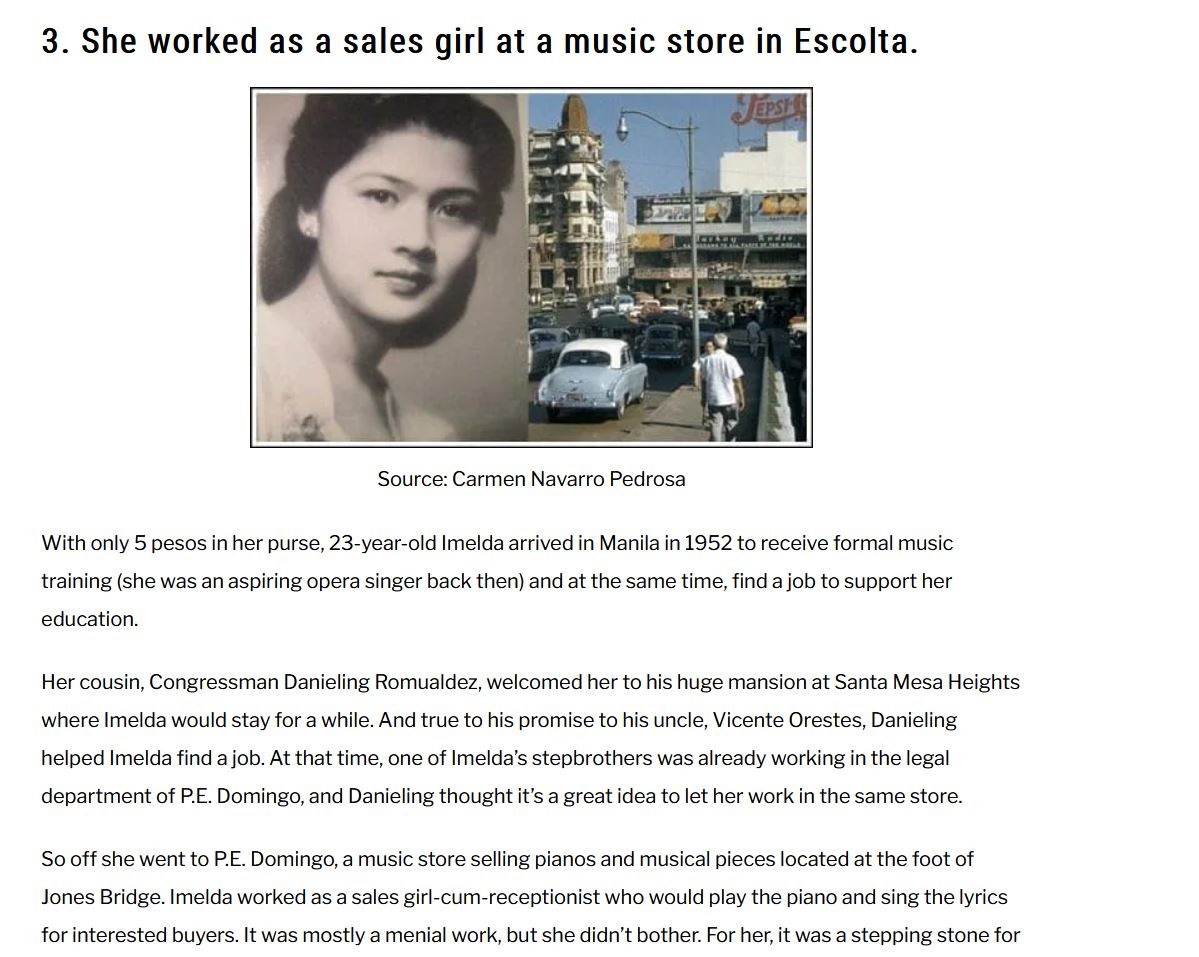 3. She worked as a sales girl at a music store in Escolta.
PEPSI
Source: Carmen Navarro Pedrosa
With only 5 pesos in her purse, 23-year-old Imelda arrived in Manila in 1952 to receive formal music
training (she was an aspiring opera singer back then) and at the same time, find a job to support her
education.
Her cousin, Congressman Danieling Romualdez, welcomed her to his huge mansion at Santa Mesa Heights
where Imelda would stay for a while. And true to his promise to his uncle, Vicente Orestes, Danieling
helped Imelda find a job. At that time, one of Imelda’s stepbrothers was already working in the legal
department of P.E. Domingo, and Danieling thought it’s a great idea to let her work in the same store.
So off she went to P.E. Domingo, a music store selling pianos and musical pieces located at the foot of
Jones Bridge. Imelda worked as a sales girl-cum-receptionist who would play the piano and sing the lyrics
for interested buyers. It was mostly a menial work, but she didn’t bother. For her, it was a stepping stone for